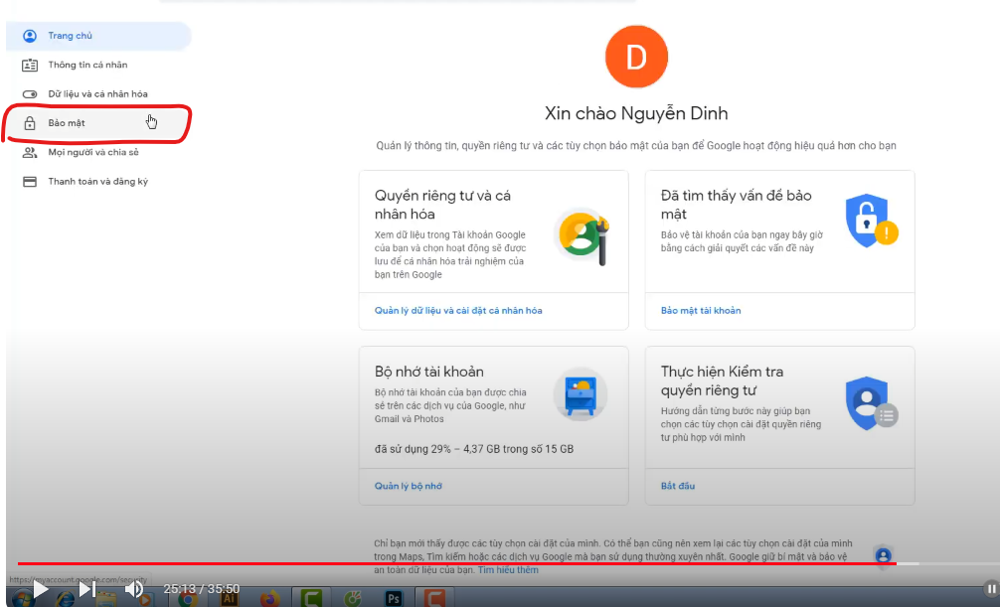 Trang chủ
Thông tin cá nhân
Dữ liệu và cá nhân hóa
Bảo mật
Mọi người và chia sẻ
Thanh toán và đăng ký
D
Xin chào Nguyễn Dinh
Quản lý thông tin, quyền riêng tư và các tùy chọn bảo mật của bạn để Google hoạt động hiệu quả hơn cho bạn
Quyền riêng tư và cá
nhân hóa
Xem dữ liệu trong Tài khoản Google
của bạn và chọn hoạt động sẽ được
lưu để cá nhân hóa trải nghiệm của
bạn trên Google
Quản lý dữ liệu và cài đặt cá nhân hóa
Đã tìm thấy vấn đề bảo
mật
Bảo vệ tài khoản của bạn ngay bây giờ
bằng cách giải quyết các vấn đề này
Bảo mật tài khoản
Bộ nhớ tài khoản
Bộ nhớ tài khoản của bạn được chia
sẻ trên các dịch vụ của Google, như
Gmail và Photos
đã sử dụng 29% – 4,37 GB trong số 15 GB
Quản lý bộ nhớ
Thực hiện Kiểm tra
quyền riêng tư
Hướng dẫn từng bước này giúp bạn
chọn các tùy chọn cài đặt quyền riêng
tư phù hợp với mình
Bắt đầu
Chỉ bạn mới thấy được các tùy chọn cài đặt của mình. Có thể bạn cũng nên xem lại các tùy chọn cài đặt của mình
trong Maps, Tìm kiếm hoặc các dịch vụ Google mà bạn sử dụng thường xuyên nhất. Google giữ bí mật và bảo vệ
an toàn dữ liệu của bạn. Tìm hiểu thêm
https://myaccount.google.com/security
25:13 / 35:50
Ai
Ps